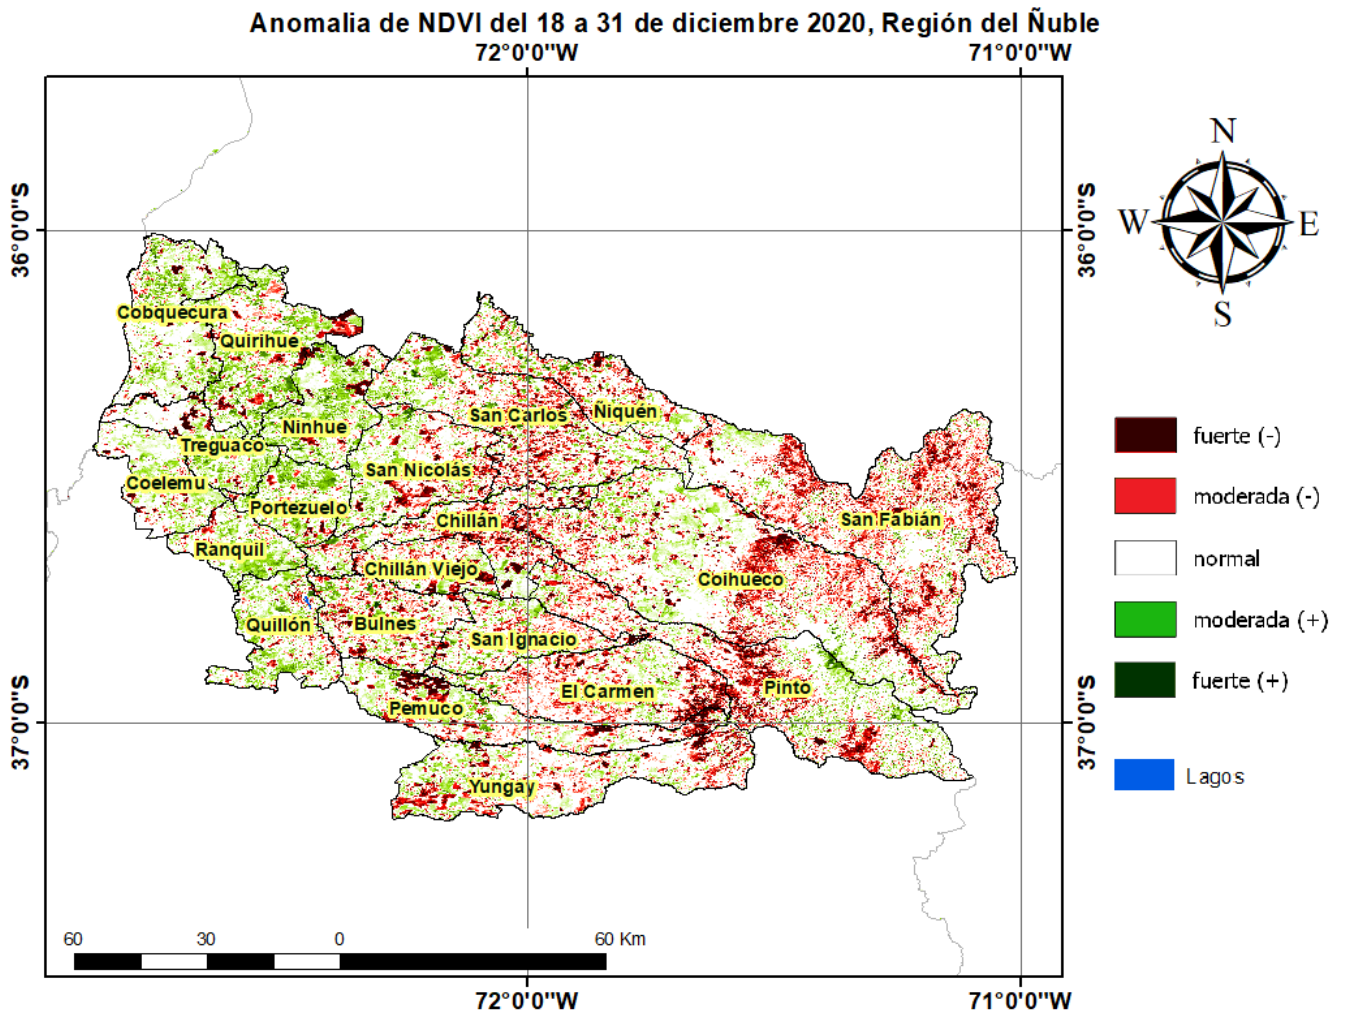 Anomalia de NDVI del 18 a 31 de diciembre 2020, Región del Ñuble
72°0'0"W
71°0'0"W
36°0'0"S
36°0'0"S
N
W
E
S
Cobquecura
Quirihue
San Carlos
Ñiquén
Ninhue
Treguaco
San Nicolás
Coelemu
Portezuelo
Chillán
San Fabián
Ranquil
Chillán Viejo
Coihueco
Quillón
Bulnes
San Ignacio
El Carmen
Pinto
Pemuco
Yungay
fuerte (-)
moderada (-)
normal
moderada (+)
fuerte (+)
Lagos
37°0'0"S
37°0'0"S
60
30
0
60 Km
72°0'0"W
71°0'0"W